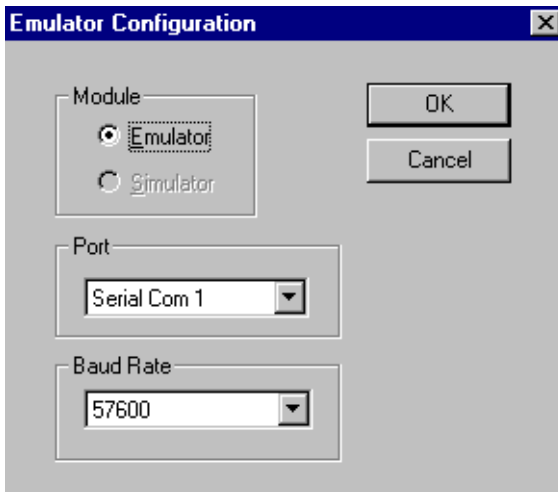 Emulator Configuration
Module
Emulator
Simulator
OK
Cancel
Port
Serial Com 1
Baud Rate
57600